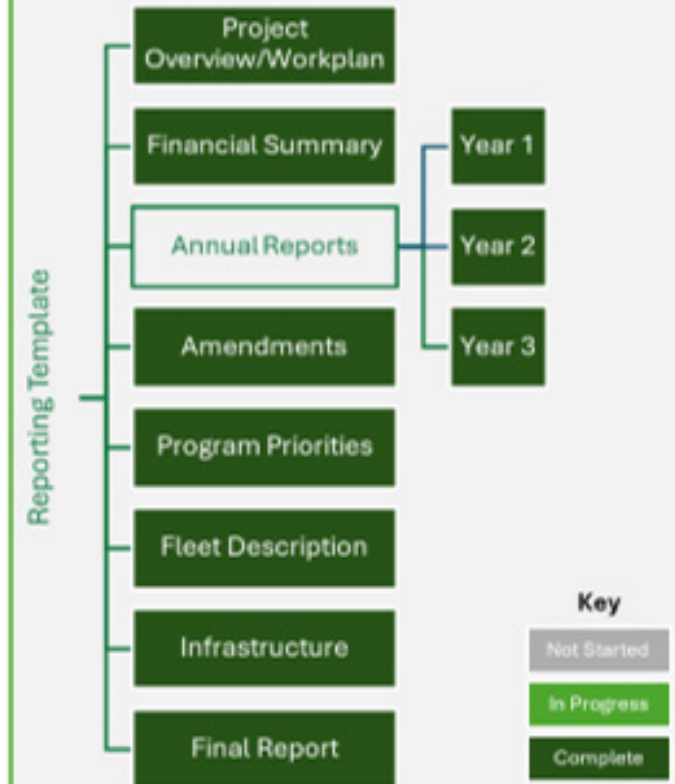 Reporting Template
Project
Overview/Workplan
Financial Summary
Annual Reports
Year 1
Year 2
Year 3
Amendments
Program Priorities
Fleet Description
Infrastructure
Final Report
Key
Not Started
In Progress
Complete